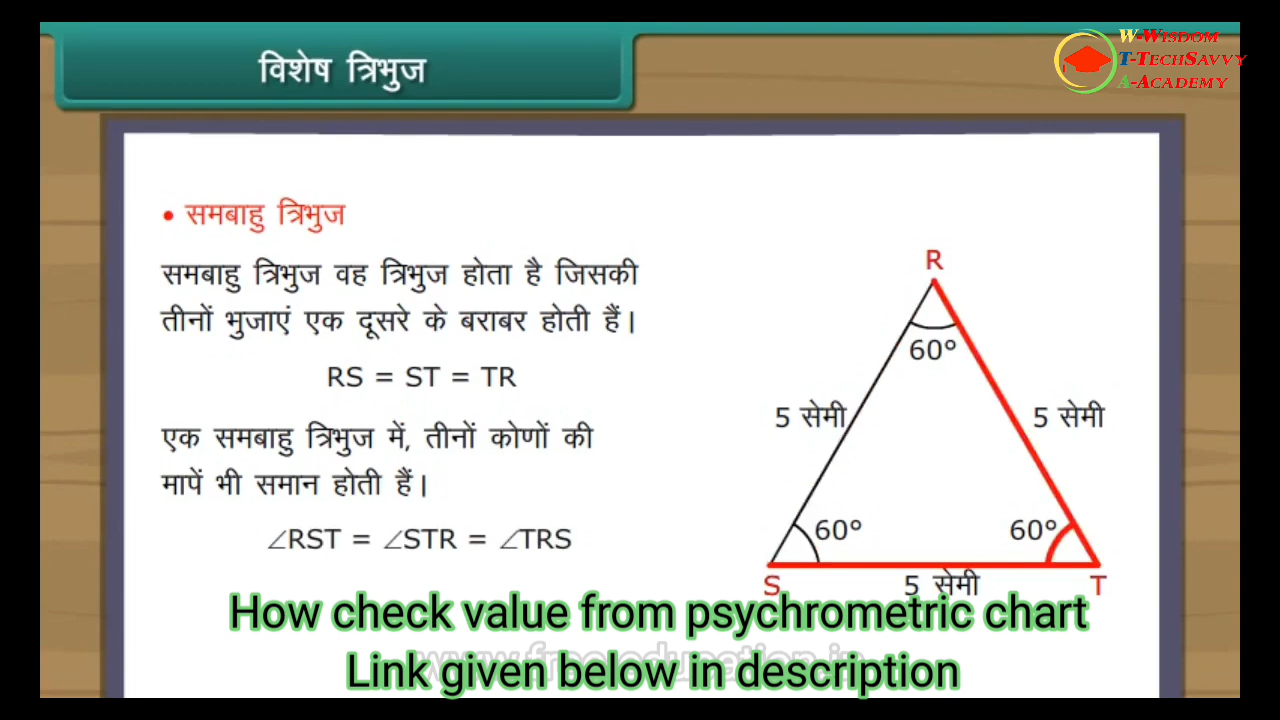 विशेष त्रिभुज
W-WISDOM
T-TECHSAVVY
A-ACADEMY
• समबाहु त्रिभुज
समबाहु त्रिभुज वह त्रिभुज होता है जिसकी
तीनों भुजाएं एक दूसरे के बराबर होती हैं।
RS = ST = TR
एक समबाहु त्रिभुज में, तीनों कोणों की
मापें भी समान होती हैं।
∠RST = ∠STR = ∠TRS
R
60°
5 सेमी
5 सेमी
60°
60°
S
5 सेमी
T
How check value from psychrometric chart
Link given below in description